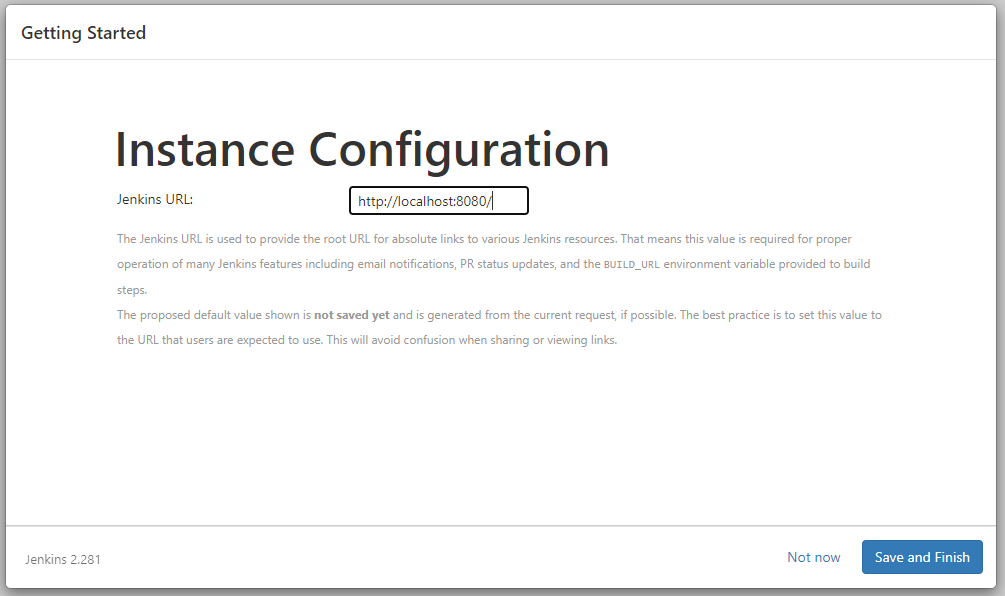 Getting Started
Instance Configuration
Jenkins URL:
http://localhost:8080/
The Jenkins URL is used to provide the root URL for absolute links to various Jenkins resources. That means this value is required for proper
operation of many Jenkins features including email notifications, PR status updates, and the BUILD_URL environment variable provided to build
steps.
The proposed default value shown is not saved yet and is generated from the current request, if possible. The best practice is to set this value to
the URL that users are expected to use. This will avoid confusion when sharing or viewing links.
Jenkins 2.281
Not now
Save and Finish